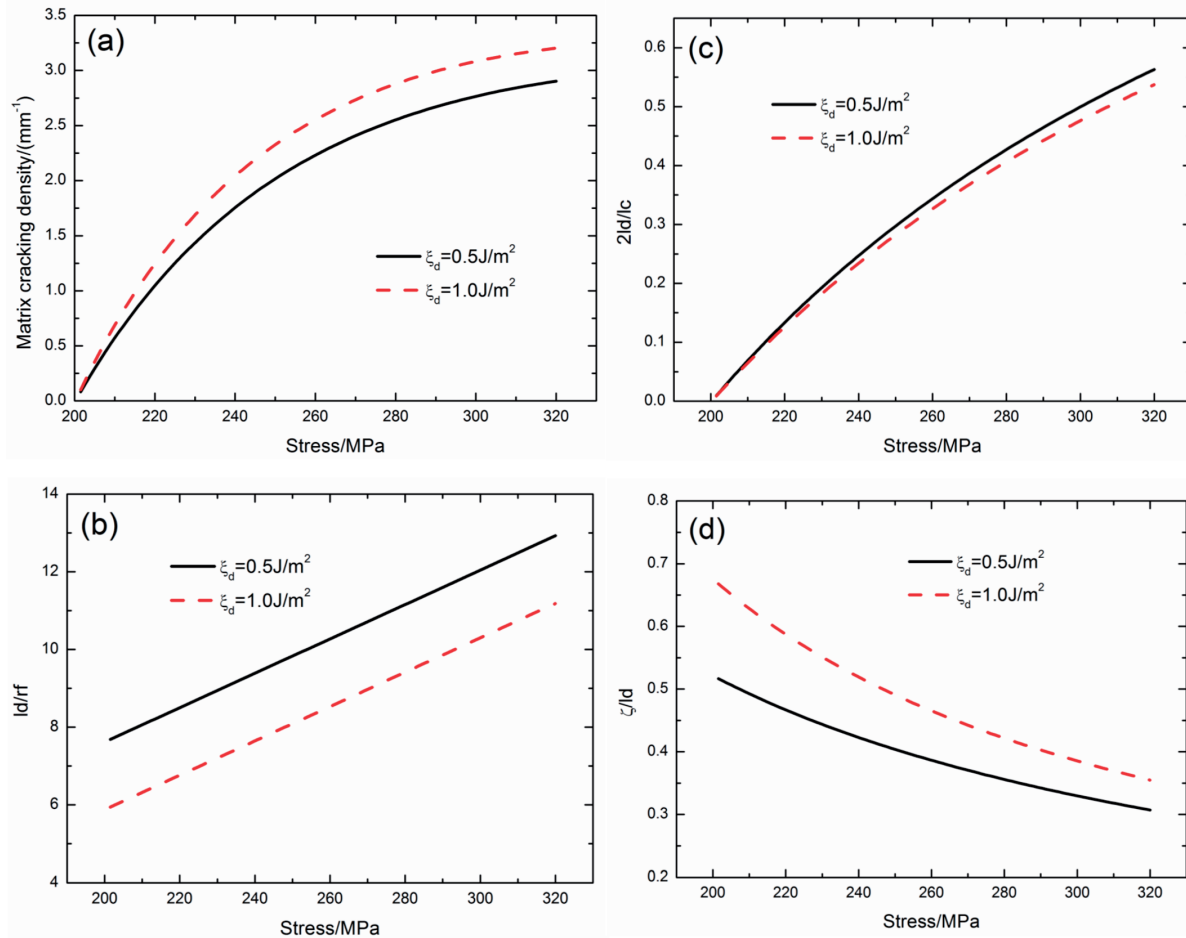 (a)
Matrix cracking density/(mm⁻¹)
3.5
3.0
2.5
2.0
1.5
1.0
0.5
0.0
ξd=0.5J/m²
ξd=1.0J/m²
200 220 240 260 280 300 320
Stress/MPa
(c)
2ld/lc
0.6
0.5
0.4
0.3
0.2
0.1
0.0
ξd=0.5J/m²
ξd=1.0J/m²
200 220 240 260 280 300 320
Stress/MPa
(b)
ld/rf
14
12
10
8
6
4
ξd=0.5J/m²
ξd=1.0J/m²
200 220 240 260 280 300 320
Stress/MPa
(d)
ζ/ld
0.8
0.7
0.6
0.5
0.4
0.3
0.2
ξd=0.5J/m²
ξd=1.0J/m²
200 220 240 260 280 300 320
Stress/MPa